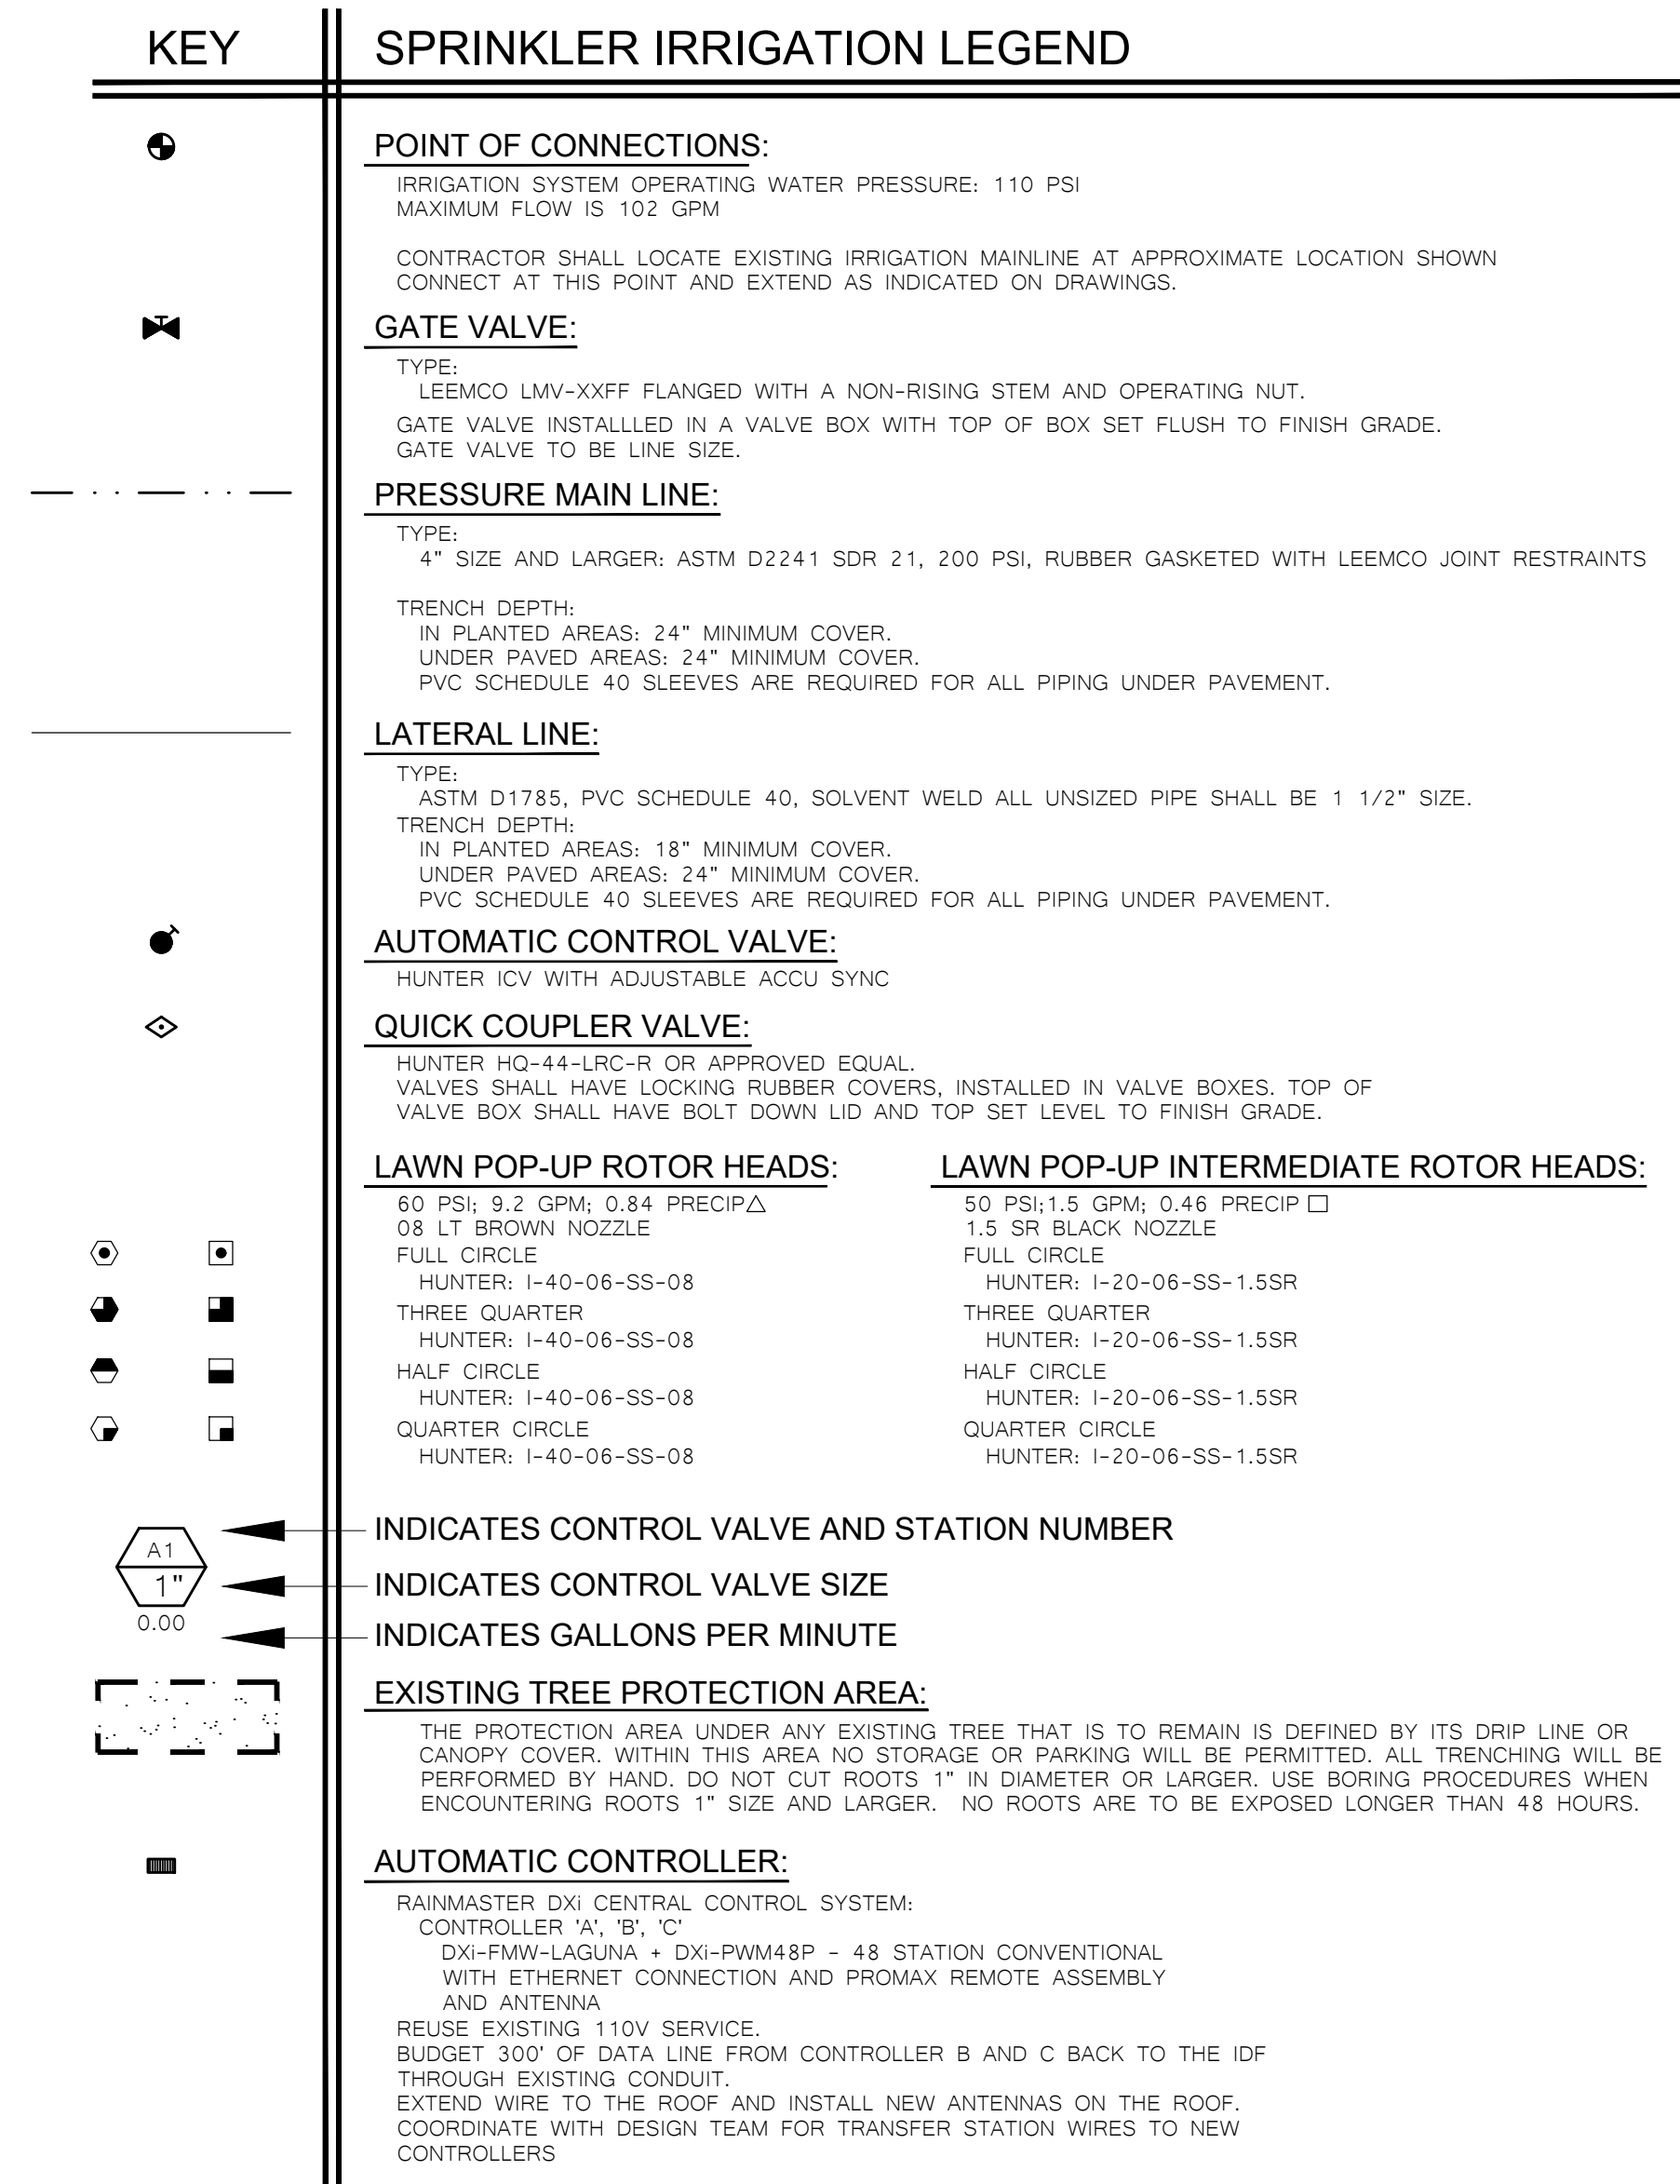 KEY
SPRINKLER IRRIGATION LEGEND
POINT OF CONNECTIONS:
IRRIGATION SYSTEM OPERATING WATER PRESSURE: 110 PSI
MAXIMUM FLOW IS 102 GPM
CONTRACTOR SHALL LOCATE EXISTING IRRIGATION MAINLINE AT APPROXIMATE LOCATION SHOWN
CONNECT AT THIS POINT AND EXTEND AS INDICATED ON DRAWINGS.
GATE VALVE:
TYPE:
LEEMCO LMV-XXFF FLANGED WITH A NON-RISING STEM AND OPERATING NUT.
GATE VALVE INSTALLLED IN A VALVE BOX WITH TOP OF BOX SET FLUSH TO FINISH GRADE.
GATE VALVE TO BE LINE SIZE.
PRESSURE MAIN LINE:
TYPE:
4" SIZE AND LARGER: ASTM D2241 SDR 21, 200 PSI, RUBBER GASKETED WITH LEEMCO JOINT RESTRAINTS
TRENCH DEPTH:
IN PLANTED AREAS: 24" MINIMUM COVER.
UNDER PAVED AREAS: 24" MINIMUM COVER.
PVC SCHEDULE 40 SLEEVES ARE REQUIRED FOR ALL PIPING UNDER PAVEMENT.
LATERAL LINE:
TYPE:
ASTM D1785, PVC SCHEDULE 40, SOLVENT WELD ALL UNSIZED PIPE SHALL BE 1 1/2" SIZE.
TRENCH DEPTH:
IN PLANTED AREAS: 18" MINIMUM COVER.
UNDER PAVED AREAS: 24" MINIMUM COVER.
PVC SCHEDULE 40 SLEEVES ARE REQUIRED FOR ALL PIPING UNDER PAVEMENT.
AUTOMATIC CONTROL VALVE:
HUNTER ICV WITH ADJUSTABLE ACCU SYNC
QUICK COUPLER VALVE:
HUNTER HQ-44-LRC-R OR APPROVED EQUAL.
VALVES SHALL HAVE LOCKING RUBBER COVERS, INSTALLED IN VALVE BOXES. TOP OF
VALVE BOX SHALL HAVE BOLT DOWN LID AND TOP SET LEVEL TO FINISH GRADE.
LAWN POP-UP ROTOR HEADS:
60 PSI; 9.2 GPM; 0.84 PRECIP△
08 LT BROWN NOZZLE
FULL CIRCLE
HUNTER: I-40-06-SS-08
THREE QUARTER
HUNTER: I-40-06-SS-08
HALF CIRCLE
HUNTER: I-40-06-SS-08
QUARTER CIRCLE
HUNTER: I-40-06-SS-08
LAWN POP-UP INTERMEDIATE ROTOR HEADS:
50 PSI;1.5 GPM; 0.46 PRECIP □
1.5 SR BLACK NOZZLE
FULL CIRCLE
HUNTER: I-20-06-SS-1.5SR
THREE QUARTER
HUNTER: I-20-06-SS-1.5SR
HALF CIRCLE
HUNTER: I-20-06-SS-1.5SR
QUARTER CIRCLE
HUNTER: I-20-06-SS-1.5SR
A1
1"
0.00
INDICATES CONTROL VALVE AND STATION NUMBER
INDICATES CONTROL VALVE SIZE
INDICATES GALLONS PER MINUTE
EXISTING TREE PROTECTION AREA:
THE PROTECTION AREA UNDER ANY EXISTING TREE THAT IS TO REMAIN IS DEFINED BY ITS DRIP LINE OR
CANOPY COVER. WITHIN THIS AREA NO STORAGE OR PARKING WILL BE PERMITTED. ALL TRENCHING WILL BE
PERFORMED BY HAND. DO NOT CUT ROOTS 1" IN DIAMETER OR LARGER. USE BORING PROCEDURES WHEN
ENCOUNTERING ROOTS 1" SIZE AND LARGER. NO ROOTS ARE TO BE EXPOSED LONGER THAN 48 HOURS.
AUTOMATIC CONTROLLER:
RAINMASTER DXi CENTRAL CONTROL SYSTEM:
CONTROLLER 'A', 'B', 'C'
DXi-FMW-LAGUNA + DXi-PWM48P - 48 STATION CONVENTIONAL
WITH ETHERNET CONNECTION AND PROMAX REMOTE ASSEMBLY
AND ANTENNA
REUSE EXISTING 110V SERVICE.
BUDGET 300' OF DATA LINE FROM CONTROLLER B AND C BACK TO THE IDF
THROUGH EXISTING CONDUIT.
EXTEND WIRE TO THE ROOF AND INSTALL NEW ANTENNAS ON THE ROOF.
COORDINATE WITH DESIGN TEAM FOR TRANSFER STATION WIRES TO NEW
CONTROLLERS